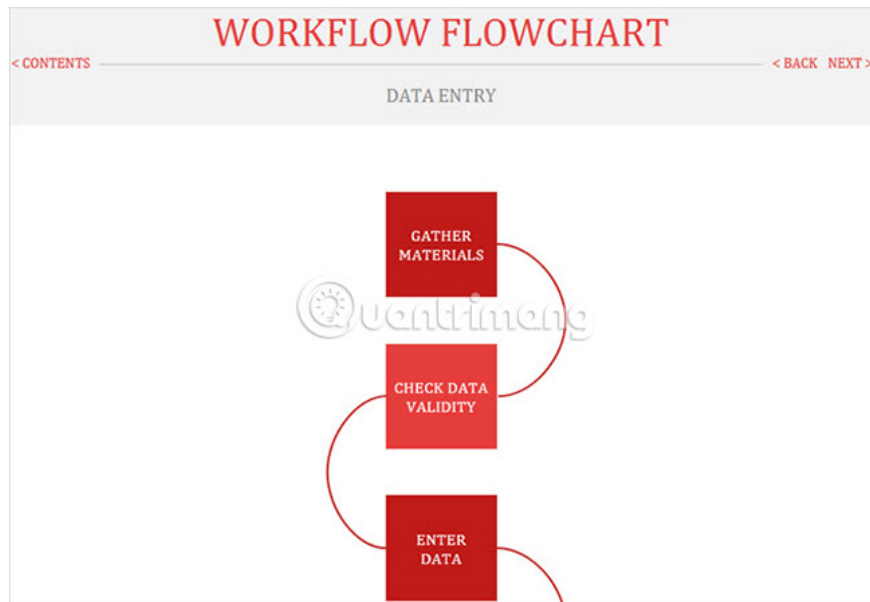 WORKFLOW FLOWCHART
< CONTENTS
< BACK NEXT >
DATA ENTRY
GATHER
MATERIALS
Quantrimang
CHECK DATA
VALIDITY
ENTER
DATA